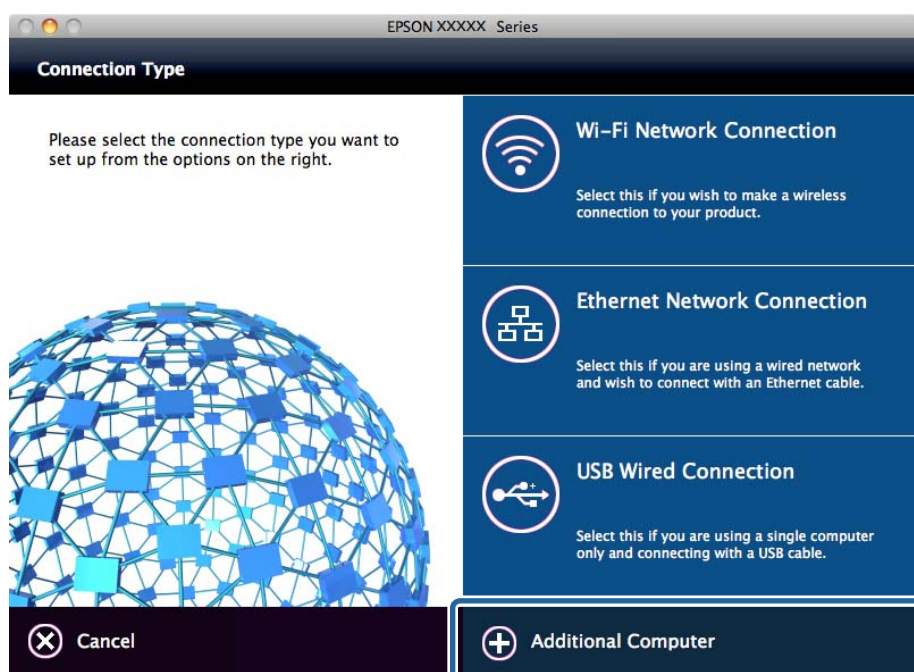 EPSON XXXXX Series
Connection Type
Please select the connection type you want to
set up from the options on the right.
Wi-Fi Network Connection
Select this if you wish to make a wireless
connection to your product.
Ethernet Network Connection
Select this if you are using a wired network
and wish to connect with an Ethernet cable.
USB Wired Connection
Select this if you are using a single computer
only and connecting with a USB cable.
Cancel
Additional Computer